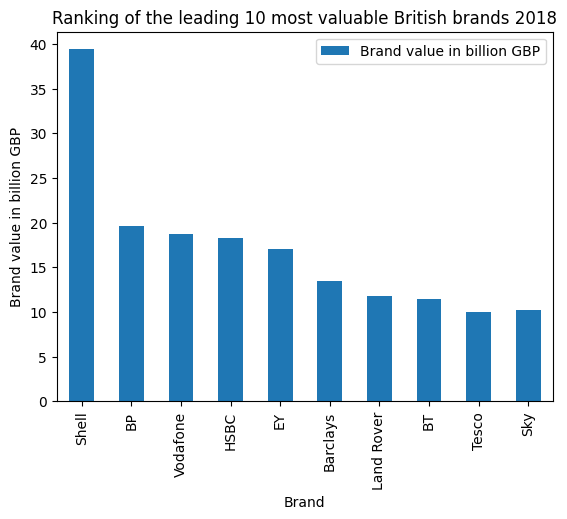 Ranking of the leading 10 most valuable British brands 2018
Brand value in billion GBP
Brand value in billion GBP
40
35
30
25
20
15
10
5
0
Shell
BP
Vodafone
HSBC
EY
Barclays
Land Rover
BT
Tesco
Sky
Brand